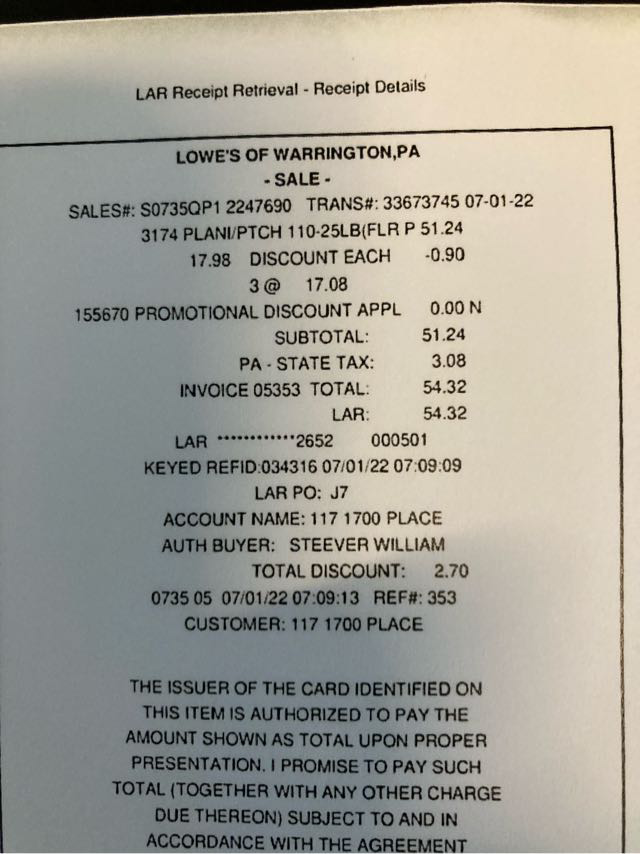 LAR Receipt Retrieval - Receipt Details
LOWE'S OF WARRINGTON,PA
- SALE -
SALES#: S0735QP1 2247690 TRANS#: 33673745 07-01-22
3174 PLANI/PTCH 110-25LB(FLR P 51.24
17.98 DISCOUNT EACH -0.90
3 @ 17.08
155670 PROMOTIONAL DISCOUNT APPL 0.00 N
SUBTOTAL: 51.24
PA - STATE TAX: 3.08
INVOICE 05353 TOTAL: 54.32
LAR: 54.32
LAR ************2652 000501
KEYED REFID:034316 07/01/22 07:09:09
LAR PO: J7
ACCOUNT NAME: 117 1700 PLACE
AUTH BUYER: STEEVER WILLIAM
TOTAL DISCOUNT: 2.70
0735 05 07/01/22 07:09:13 REF#: 353
CUSTOMER: 117 1700 PLACE
THE ISSUER OF THE CARD IDENTIFIED ON
THIS ITEM IS AUTHORIZED TO PAY THE
AMOUNT SHOWN AS TOTAL UPON PROPER
PRESENTATION. I PROMISE TO PAY SUCH
TOTAL (TOGETHER WITH ANY OTHER CHARGE
DUE THEREON) SUBJECT TO AND IN
ACCORDANCE WITH THE AGREEMENT